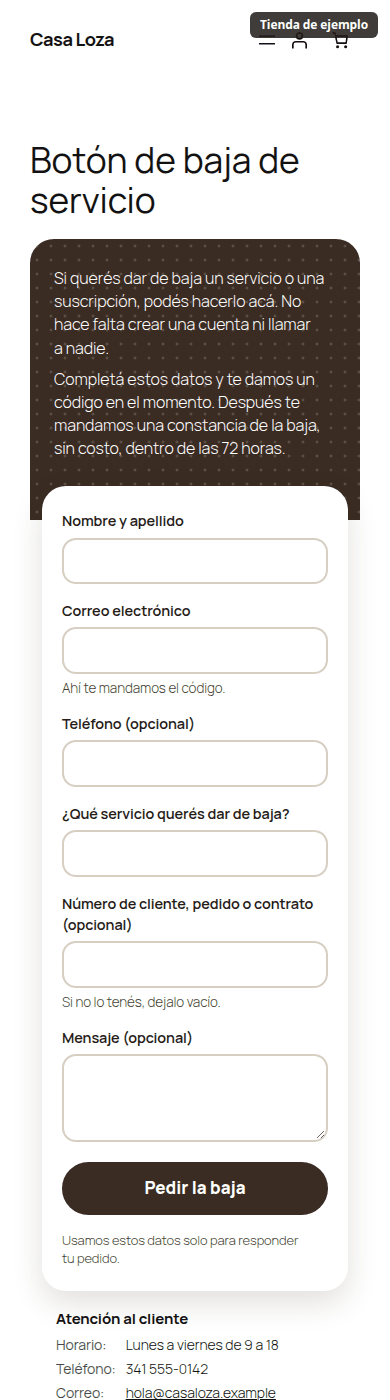 Tienda de ejemplo
Casa Loza
Botón de baja de
servicio
Si querés dar de baja un servicio o una
suscripción, podés hacerlo acá. No
hace falta crear una cuenta ni llamar
a nadie.
Completá estos datos y te damos un
código en el momento. Después te
mandamos una constancia de la baja,
sin costo, dentro de las 72 horas.
Nombre y apellido
Correo electrónico
Ahí te mandamos el código.
Teléfono (opcional)
¿Qué servicio querés dar de baja?
Número de cliente, pedido o contrato
(opcional)
Si no lo tenés, dejalo vacío.
Mensaje (opcional)
Pedir la baja
Usamos estos datos solo para responder
tu pedido.
Atención al cliente
Horario: Lunes a viernes de 9 a 18
Teléfono: 341 555-0142
Correo: hola@casaloza.example